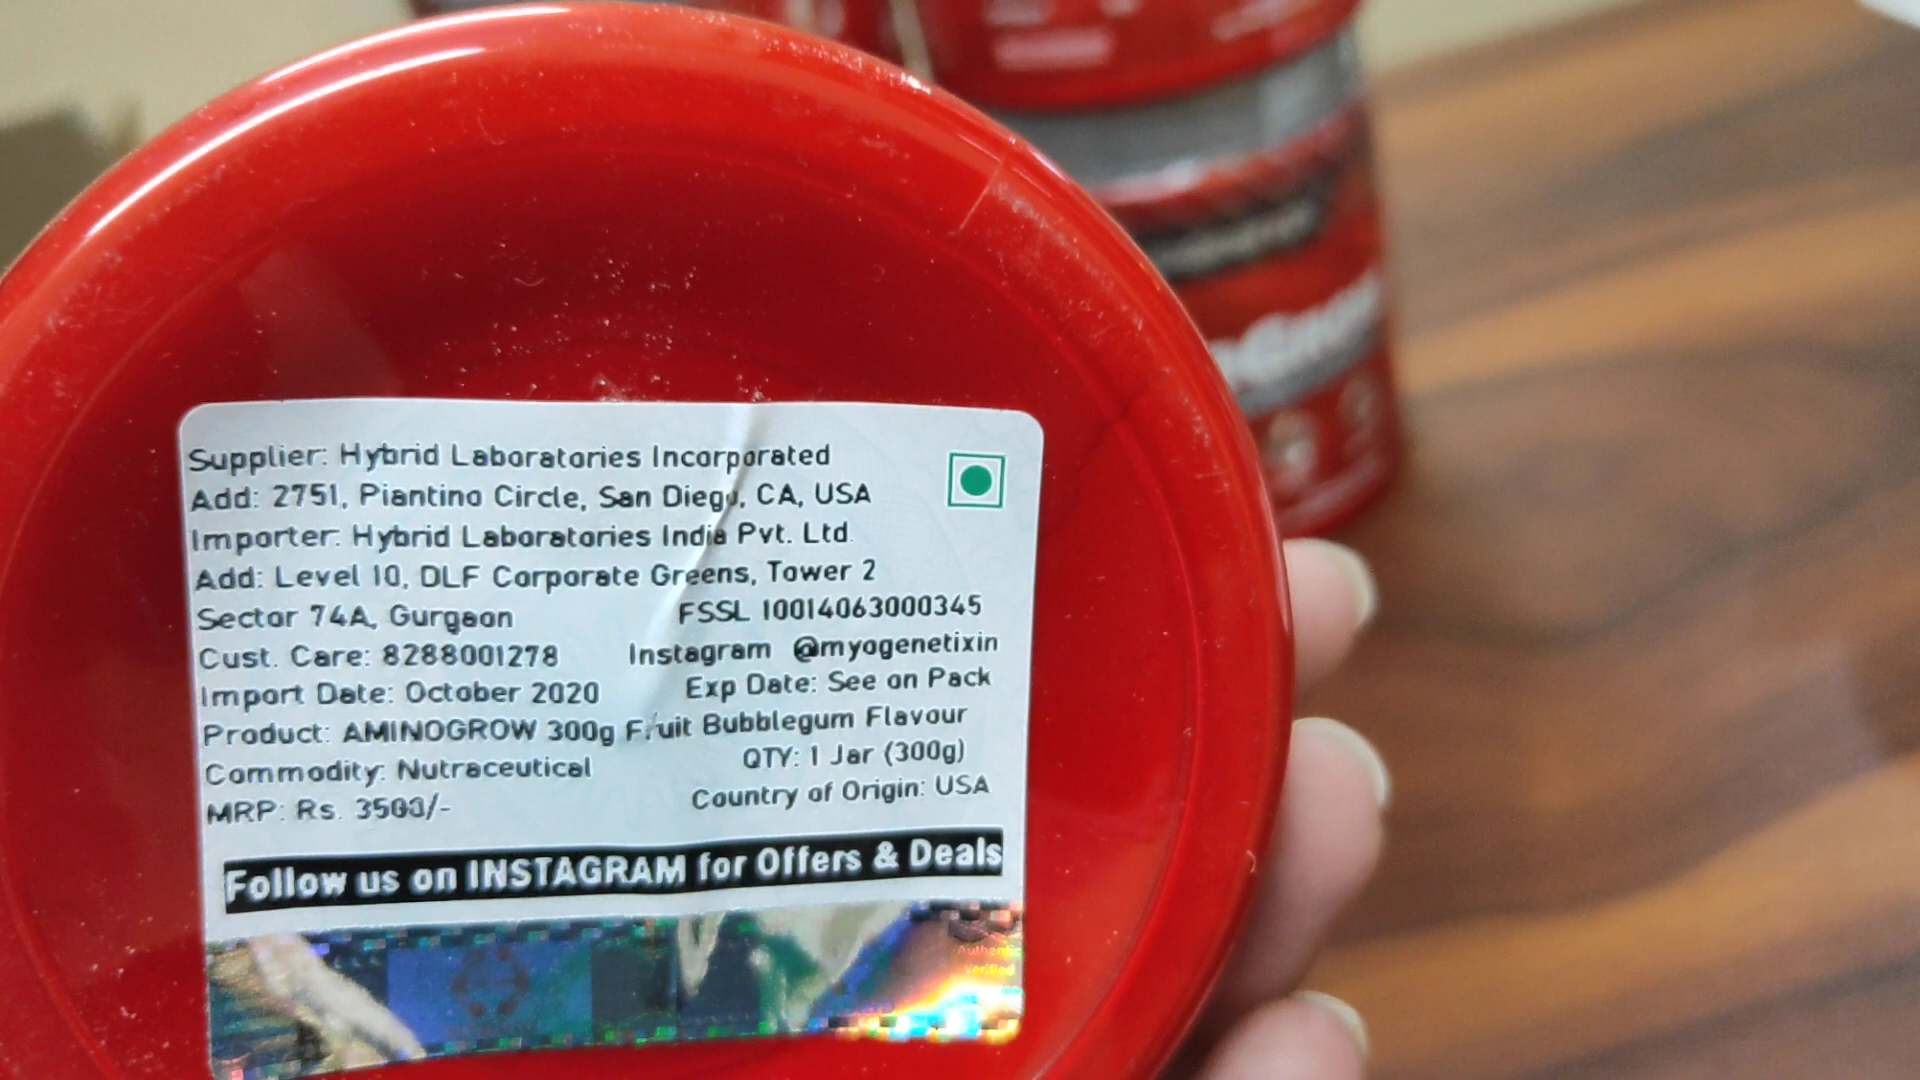 Supplier: Hybrid Laboratories Incorporated
Add: 2751, Piantino Circle, San Diego, CA, USA
Importer: Hybrid Laboratories India Pvt. Ltd.
Add: Level 10, DLF Corporate Greens, Tower 2
Sector 74A, Gurgaon FSSL 10014063000345
Cust. Care: 8288001278 Instagram @myogenetixin
Import Date: October 2020 Exp Date: See on Pack
Product: AMINOGROW 300g Fruit Bubblegum Flavour
Commodity: Nutraceutical QTY: 1 Jar (300g)
MRP: Rs. 3500/- Country of Origin: USA
Follow us on INSTAGRAM for Offers & Deals
Authentic
Verified